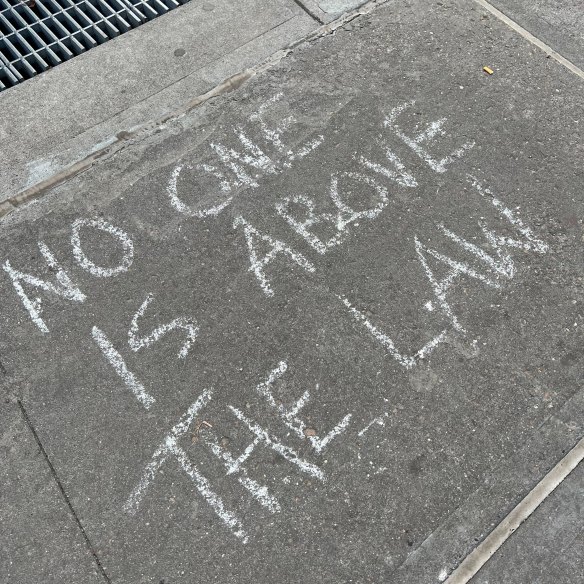 NO ONE
IS ABOVE
THE LAW